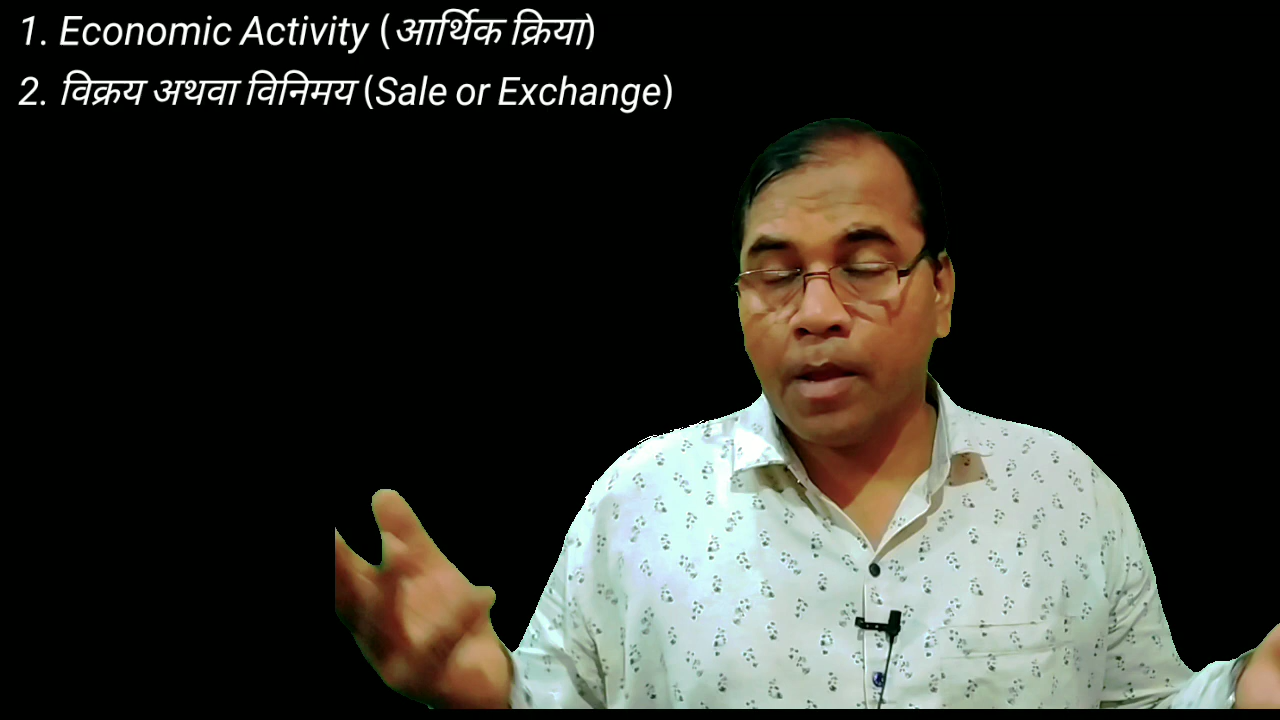 1. Economic Activity (आर्थिक क्रिया)
2. विक्रय अथवा विनिमय (Sale or Exchange)